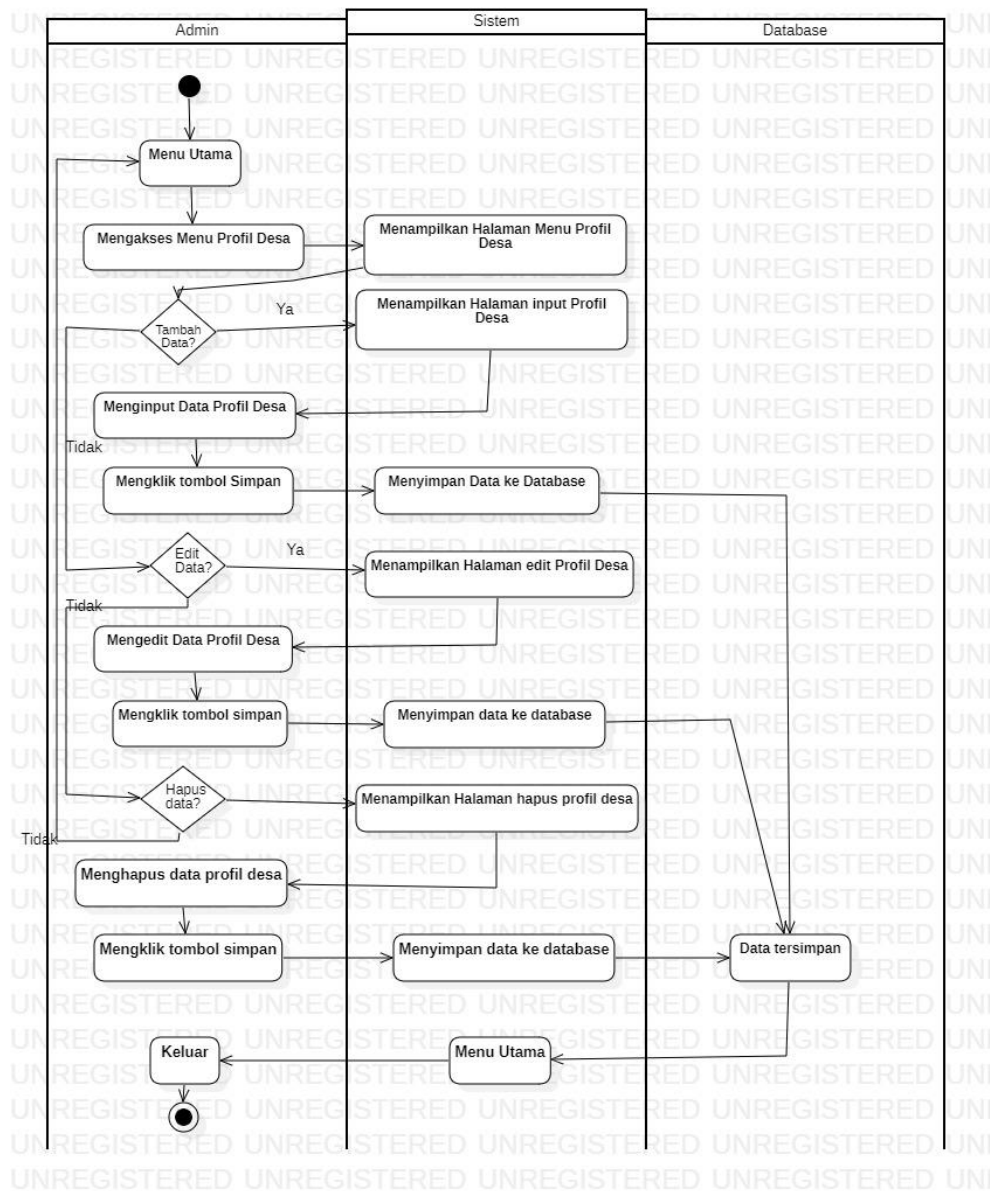 Admin
Sistem
Database
Menu Utama
Mengakses Menu Profil Desa
Menampilkan Halaman Menu Profil
Desa
Tambah
Data?
Ya
Menampilkan Halaman input Profil
Desa
Menginput Data Profil Desa
Tidak
Mengklik tombol Simpan
Menyimpan Data ke Database
Edit
Data?
Ya
Menampilkan Halaman edit Profil Desa
Tidak
Mengedit Data Profil Desa
Mengklik tombol simpan
Menyimpan data ke database
Hapus
data?
Menampilkan Halaman hapus profil desa
Tidak
Menghapus data profil desa
Mengklik tombol simpan
Menyimpan data ke database
Data tersimpan
Keluar
Menu Utama
UNREGISTERED